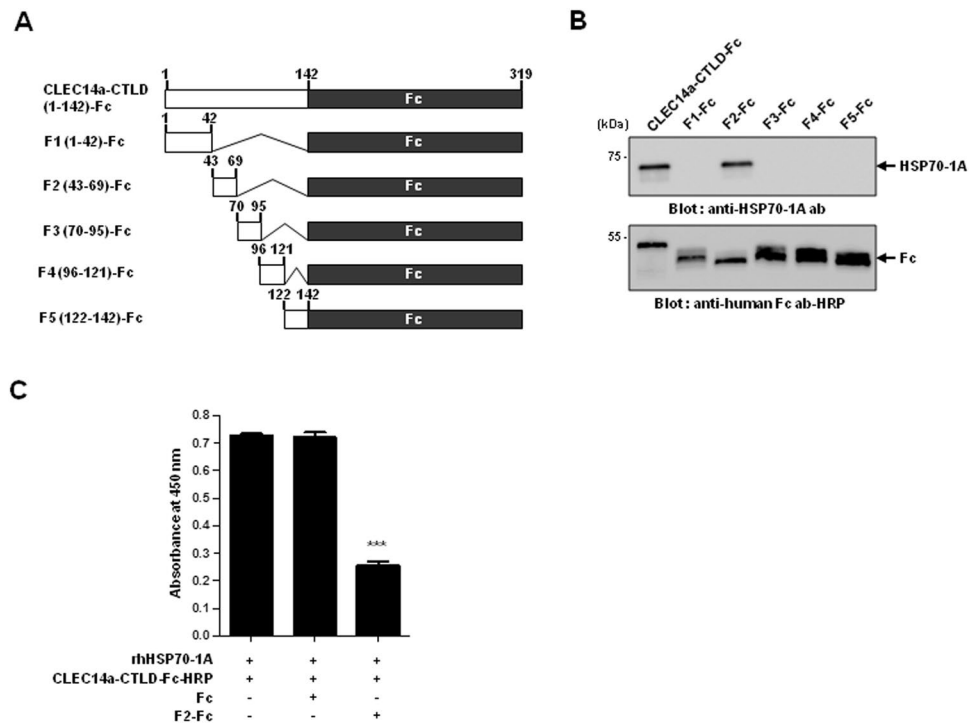 A
1 142 319
CLEC14a-CTLD
(1-142)-Fc
Fc
1 42
F1 (1-42)-Fc
Fc
43 69
F2 (43-69)-Fc
Fc
70 95
F3 (70-95)-Fc
Fc
96 121
F4 (96-121)-Fc
Fc
122 142
F5 (122-142)-Fc
Fc
B
CLEC14a-CTLD-Fc
F1-Fc
F2-Fc
F3-Fc
F4-Fc
F5-Fc
(kDa)
75 -
HSP70-1A
Blot : anti-HSP70-1A ab
55 -
Fc
Blot : anti-human Fc ab-HRP
C
Absorbance at 450 nm
0.8
0.7
0.6
0.5
0.4
0.3
0.2
0.1
0.0
***
rhHSP70-1A + + +
CLEC14a-CTLD-Fc-HRP + + +
Fc - + -
F2-Fc - - +